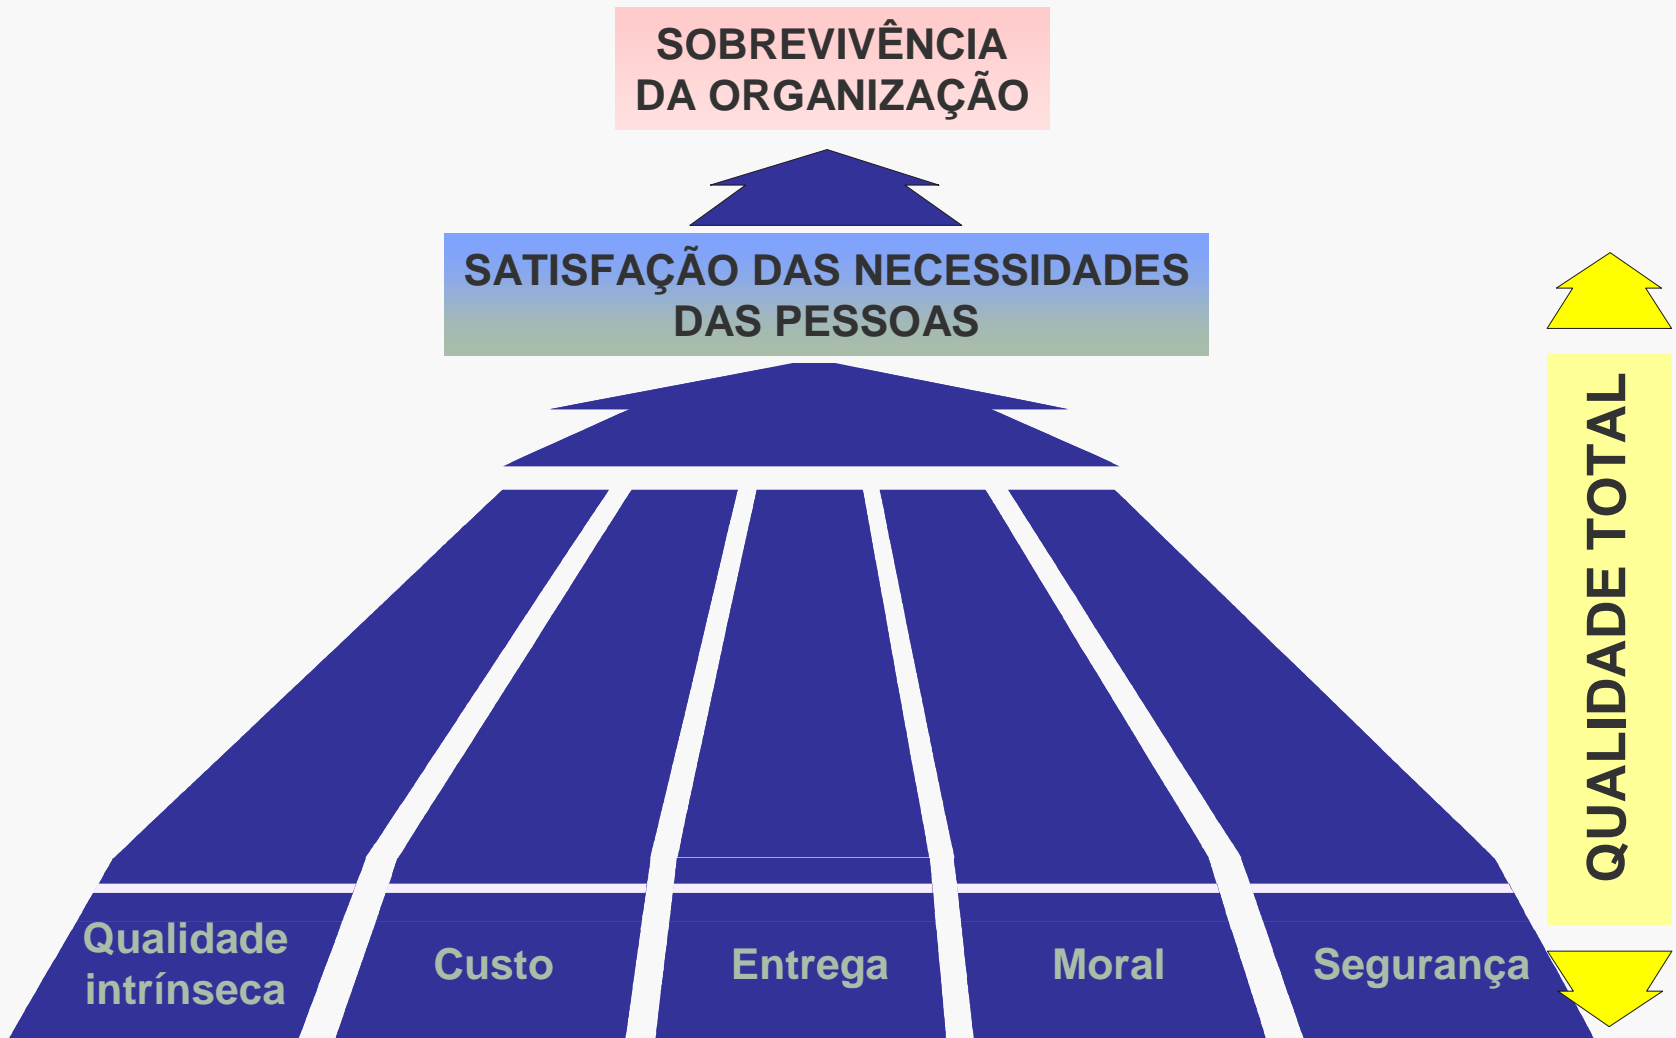 SOBREVIVÊNCIA
DA ORGANIZAÇÃO
SATISFAÇÃO DAS NECESSIDADES
DAS PESSOAS
QUALIDADE TOTAL
Qualidade
intrínseca
Custo
Entrega
Moral
Segurança